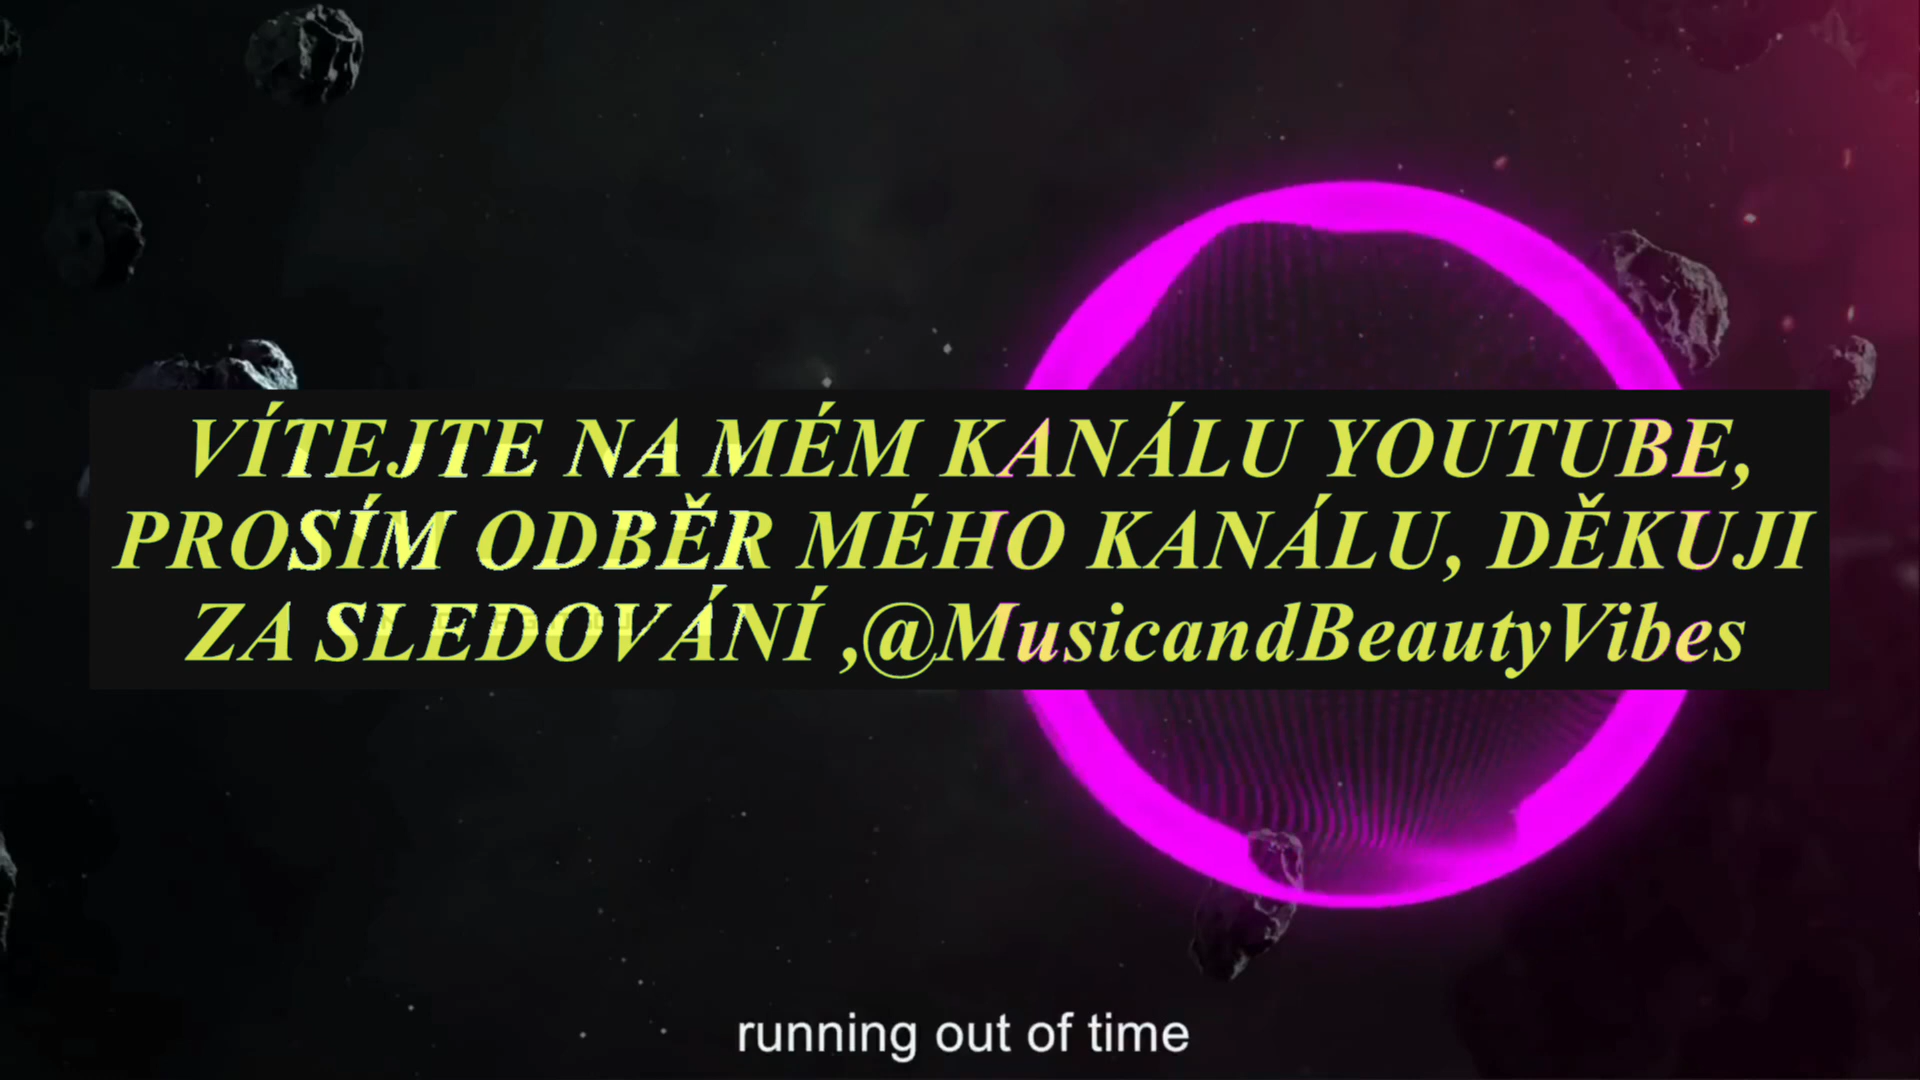 VÍTEJTE NA MÉM KANÁLU YOUTUBE,
PROSÍM ODBĚR MÉHO KANÁLU, DĚKUJI
ZA SLEDOVÁNÍ ,@MusicandBeautyVibes
running out of time